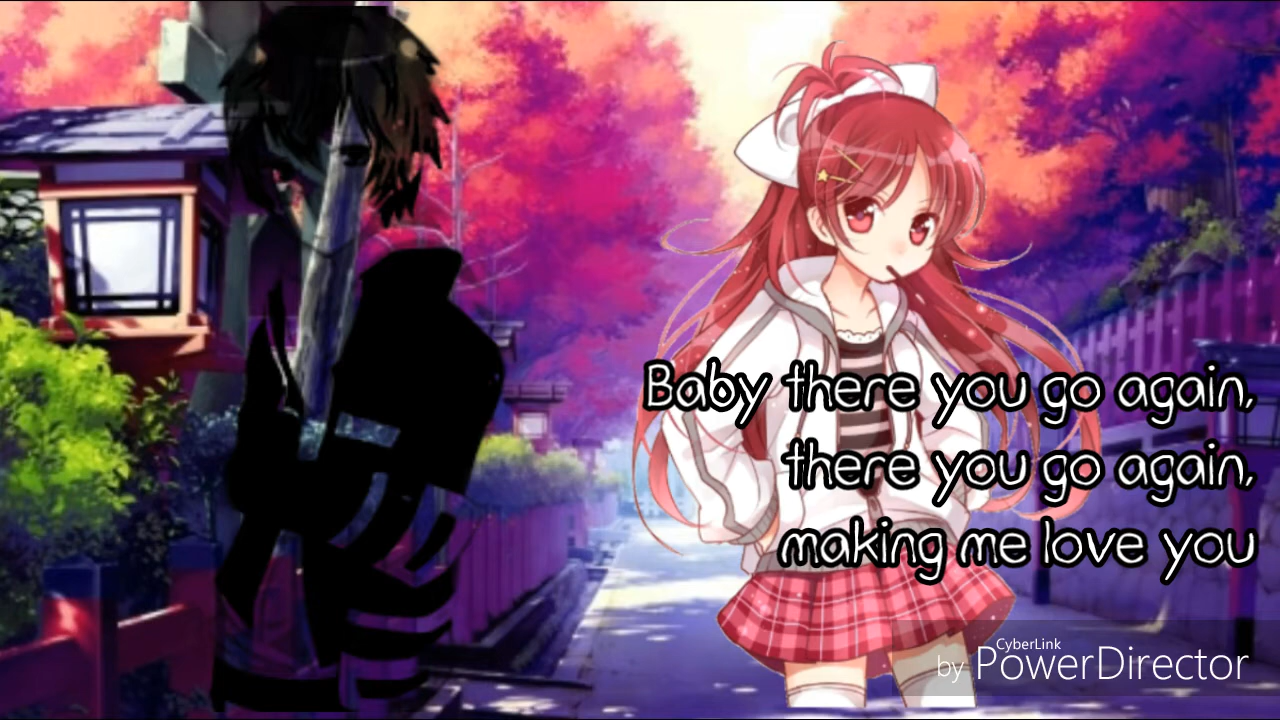 Baby there you go again,
there you go again,
making me love you
CyberLink
by PowerDirector